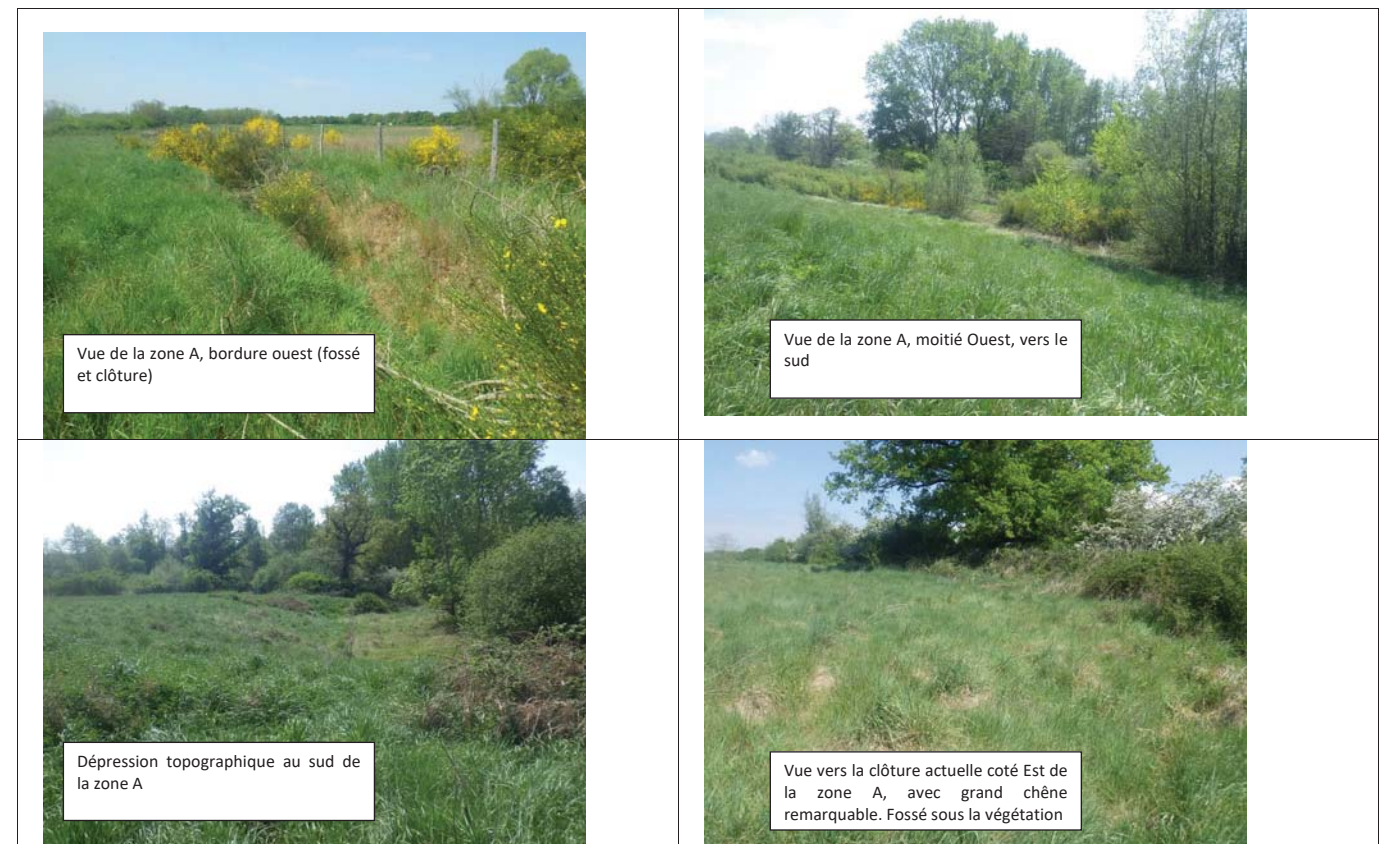 Vue de la zone A, bordure ouest (fossé
et clôture)
Vue de la zone A, moitié Ouest, vers le
sud
Dépression topographique au sud de
la zone A
Vue vers la clôture actuelle coté Est de
la zone A, avec grand chêne
remarquable. Fossé sous la végétation